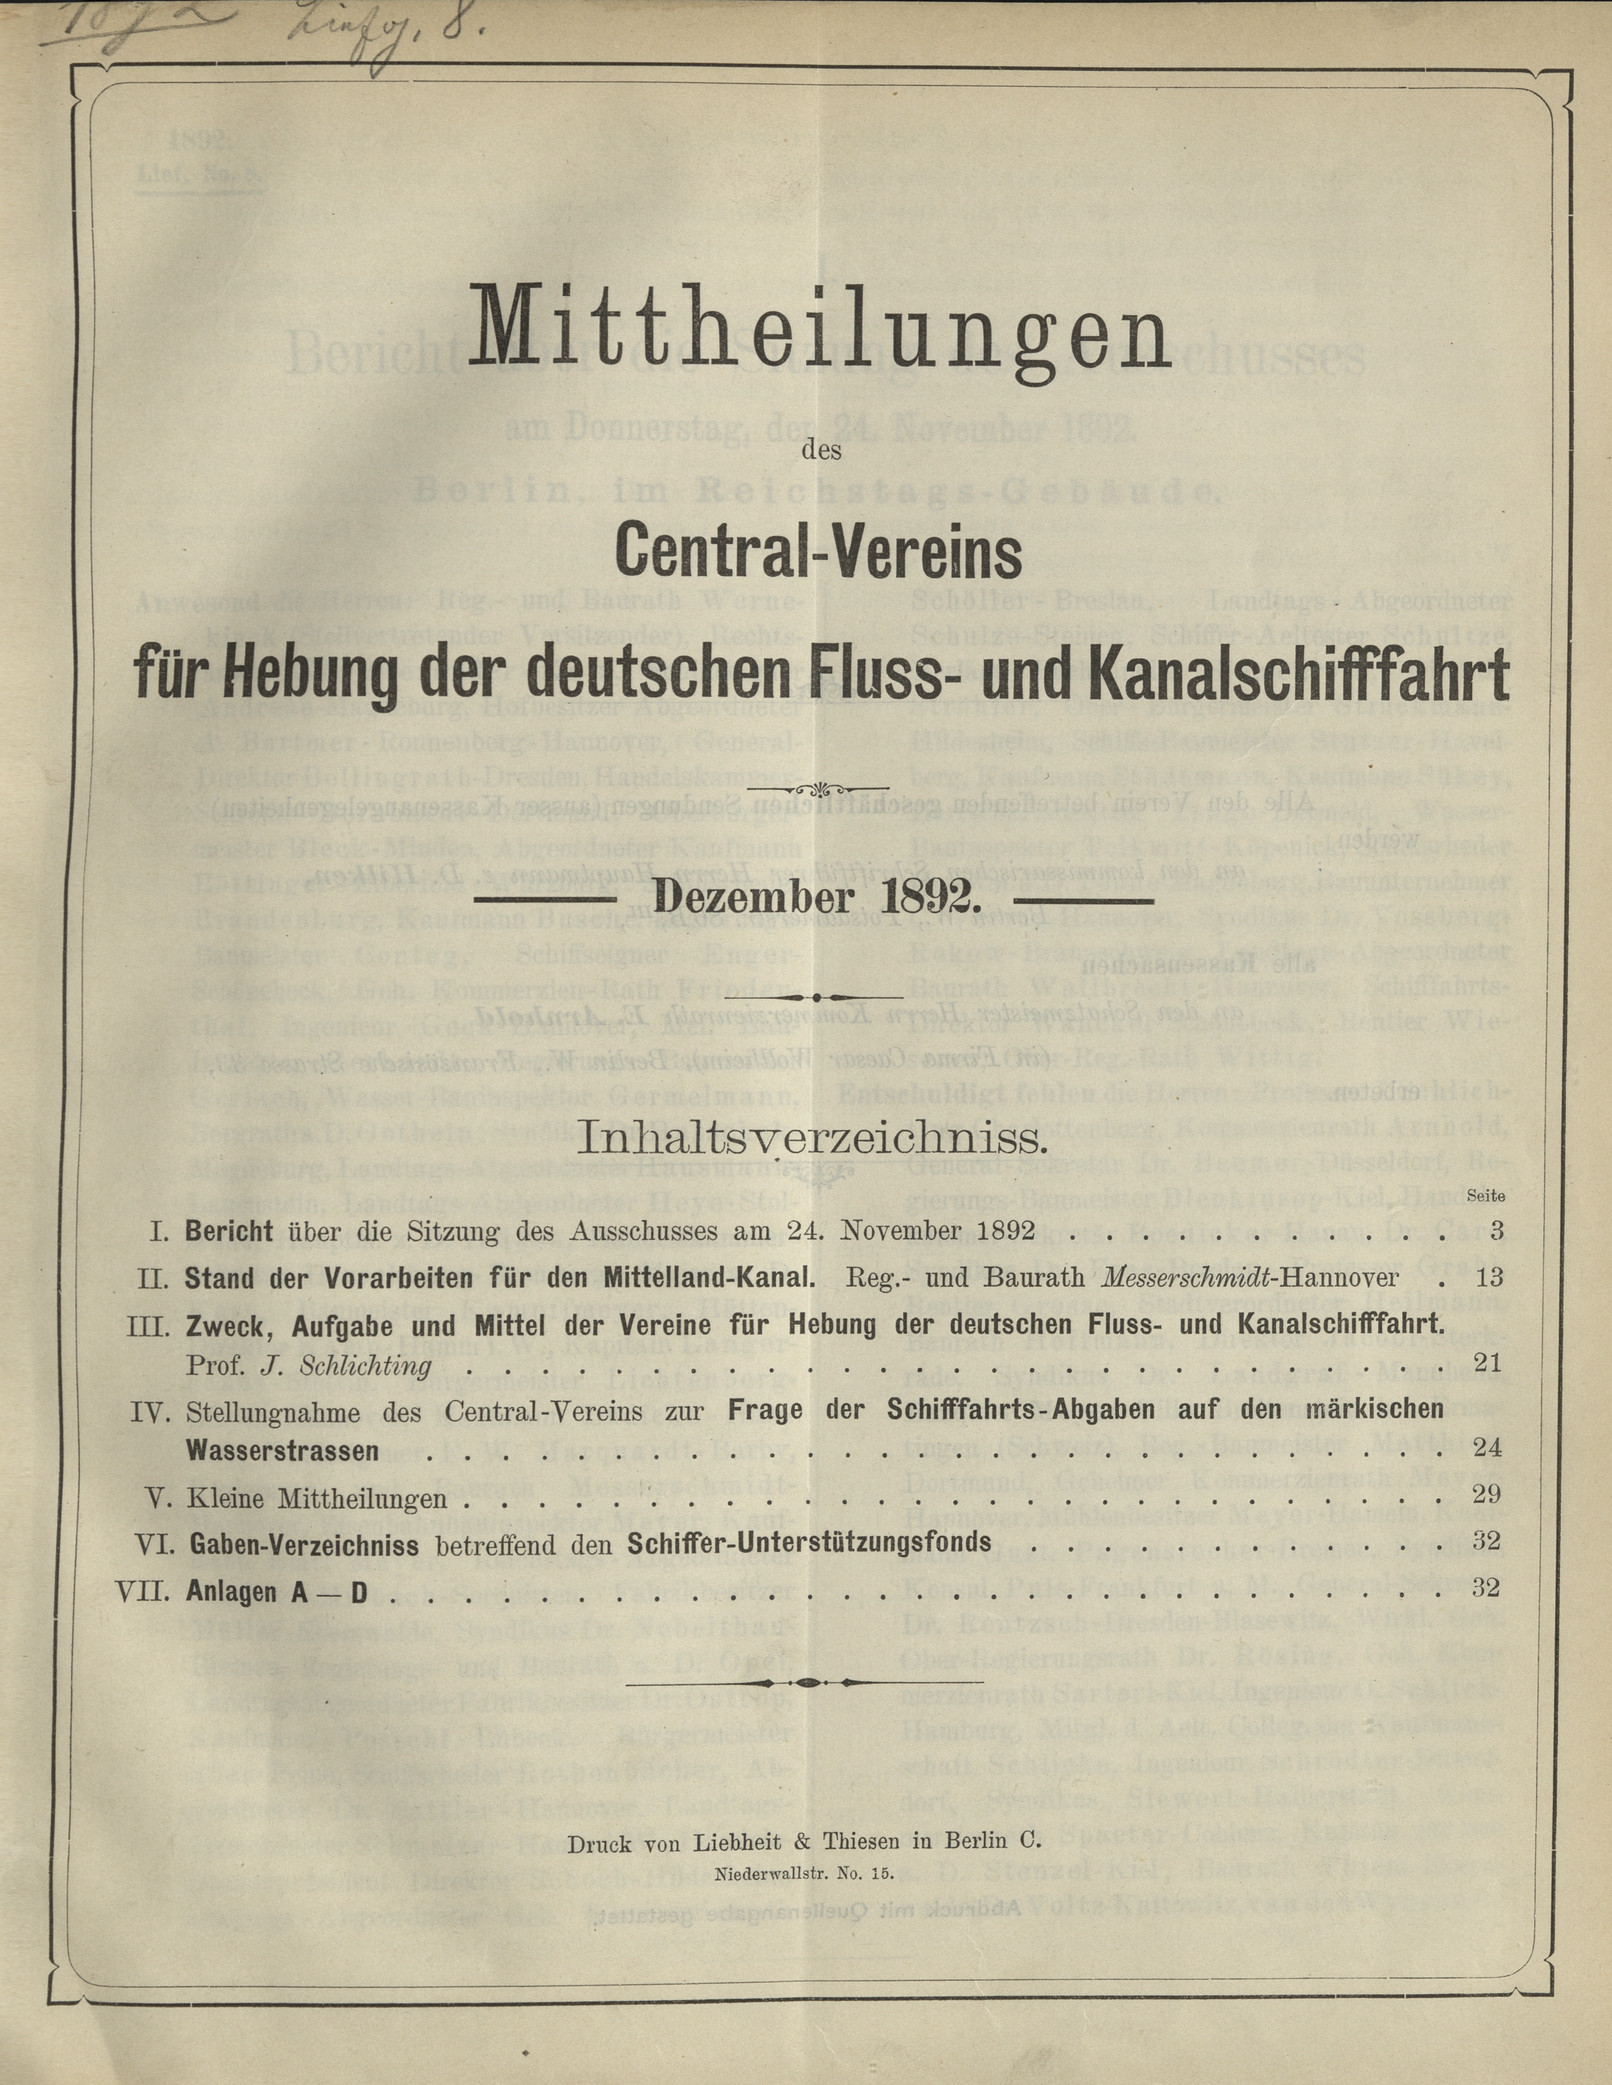 1892 Liefg. 8.
Mittheilungen
des
Central-Vereins
für Hebung der deutschen Fluss- und Kanalschifffahrt
Dezember 1892.
Inhaltsverzeichniss.
Seite
I. Bericht über die Sitzung des Ausschusses am 24. November 1892 . . . . . . . . . . . 3
II. Stand der Vorarbeiten für den Mittelland-Kanal. Reg.- und Baurath Messerschmidt-Hannover . 13
III. Zweck, Aufgabe und Mittel der Vereine für Hebung der deutschen Fluss- und Kanalschifffahrt.
Prof. J. Schlichting . . . . . . . . . . . . . . . . . . . . . . . . . . . 21
IV. Stellungnahme des Central-Vereins zur Frage der Schifffahrts-Abgaben auf den märkischen
Wasserstrassen . . . . . . . . . . . . . . . . . . . . . . . . . . . . 24
V. Kleine Mittheilungen . . . . . . . . . . . . . . . . . . . . . . . . . . . 29
VI. Gaben-Verzeichniss betreffend den Schiffer-Unterstützungsfonds . . . . . . . . . . . . 32
VII. Anlagen A — D . . . . . . . . . . . . . . . . . . . . . . . . . . . . . 32
Druck von Liebheit & Thiesen in Berlin C.
Niederwallstr. No. 15.